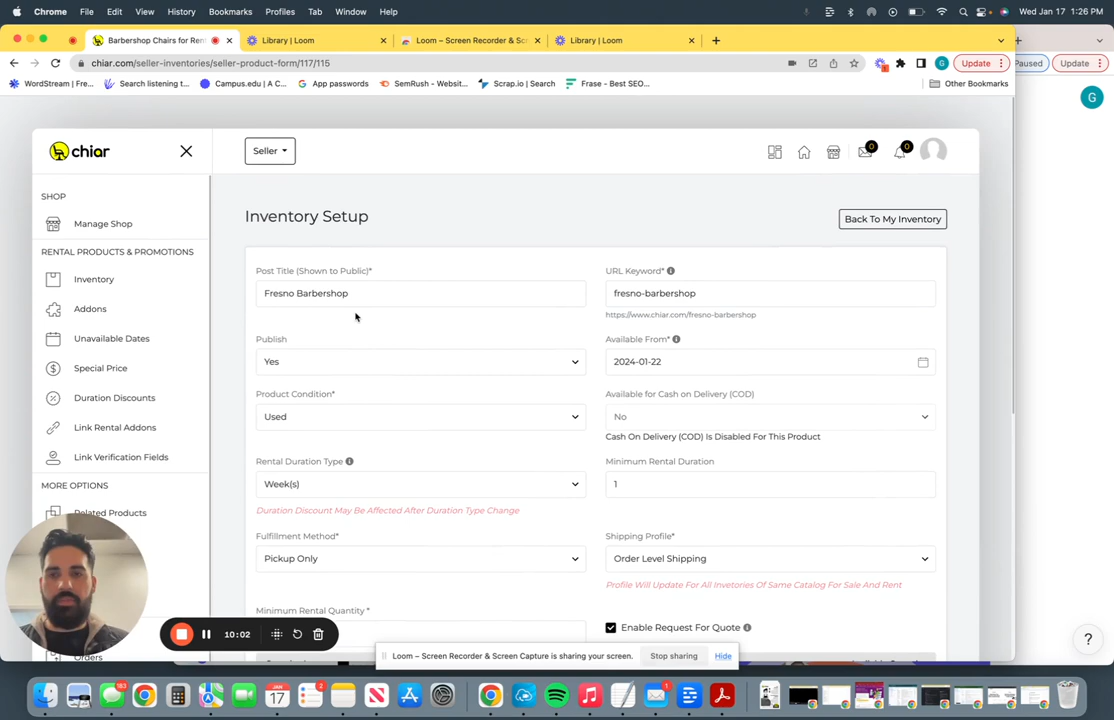 Chrome File Edit View History Bookmarks Profiles Tab Window Help Wed Jan 17 1:26 PM
Barbershop Chairs for Ren Library | Loom Loom – Screen Recorder & Sc Library | Loom
chiar.com/seller-inventories/seller-product-form/117/115 G Update Paused Update
WordStream | Fre... Search listening t... Campus.edu | A C... App passwords SemRush - Websit... Scrap.io | Search Frase - Best SEO... Other Bookmarks
G
chiar
Seller
0 0
SHOP
Manage Shop
RENTAL PRODUCTS & PROMOTIONS
Inventory
Addons
Unavailable Dates
Special Price
Duration Discounts
Link Rental Addons
Link Verification Fields
MORE OPTIONS
Related Products
Orders
Inventory Setup
Back To My Inventory
Post Title (Shown to Public)* URL Keyword*
Fresno Barbershop fresno-barbershop
https://www.chiar.com/fresno-barbershop
Publish Available From*
Yes 2024-01-22
Product Condition* Available for Cash on Delivery (COD)
Used No
Cash On Delivery (COD) Is Disabled For This Product
Rental Duration Type Minimum Rental Duration
Week(s) 1
Duration Discount May Be Affected After Duration Type Change
Fulfillment Method* Shipping Profile*
Pickup Only Order Level Shipping
Profile Will Update For All Invetories Of Same Catalog For Sale And Rent
Minimum Rental Quantity *
Enable Request For Quote
10:02
Loom – Screen Recorder & Screen Capture is sharing your screen. Stop sharing Hide
?
183 17 2 1